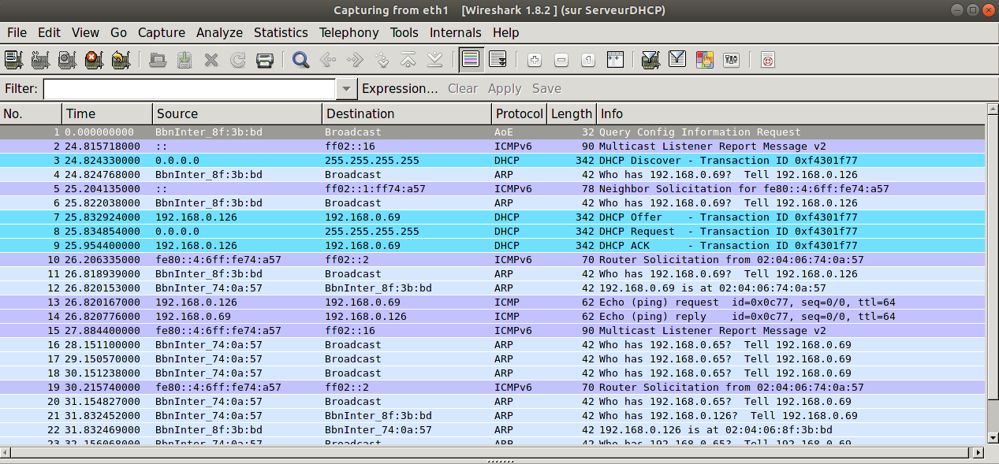 Capturing from eth1 [Wireshark 1.8.2 ] (sur ServeurDHCP)
File Edit View Go Capture Analyze Statistics Telephony Tools Internals Help
Filter: Expression... Clear Apply Save
No. Time Source Destination Protocol Length Info
1 0.000000000 BbnInter_8f:3b:bd Broadcast AoE 32 Query Config Information Request
2 24.815718000 :: ff02::16 ICMPv6 90 Multicast Listener Report Message v2
3 24.824330000 0.0.0.0 255.255.255.255 DHCP 342 DHCP Discover - Transaction ID 0xf4301f77
4 24.824768000 BbnInter_8f:3b:bd Broadcast ARP 42 Who has 192.168.0.69? Tell 192.168.0.126
5 25.204135000 :: ff02::1:ff74:a57 ICMPv6 78 Neighbor Solicitation for fe80::4:6ff:fe74:a57
6 25.822038000 BbnInter_8f:3b:bd Broadcast ARP 42 Who has 192.168.0.69? Tell 192.168.0.126
7 25.832924000 192.168.0.126 192.168.0.69 DHCP 342 DHCP Offer - Transaction ID 0xf4301f77
8 25.834854000 0.0.0.0 255.255.255.255 DHCP 342 DHCP Request - Transaction ID 0xf4301f77
9 25.954400000 192.168.0.126 192.168.0.69 DHCP 342 DHCP ACK - Transaction ID 0xf4301f77
10 26.206335000 fe80::4:6ff:fe74:a57 ff02::2 ICMPv6 70 Router Solicitation from 02:04:06:74:0a:57
11 26.818939000 BbnInter_8f:3b:bd Broadcast ARP 42 Who has 192.168.0.69? Tell 192.168.0.126
12 26.820153000 BbnInter_74:0a:57 BbnInter_8f:3b:bd ARP 42 192.168.0.69 is at 02:04:06:74:0a:57
13 26.820167000 192.168.0.126 192.168.0.69 ICMP 62 Echo (ping) request id=0x0c77, seq=0/0, ttl=64
14 26.820776000 192.168.0.69 192.168.0.126 ICMP 62 Echo (ping) reply id=0x0c77, seq=0/0, ttl=64
15 27.884400000 fe80::4:6ff:fe74:a57 ff02::16 ICMPv6 90 Multicast Listener Report Message v2
16 28.151100000 BbnInter_74:0a:57 Broadcast ARP 42 Who has 192.168.0.65? Tell 192.168.0.69
17 29.150570000 BbnInter_74:0a:57 Broadcast ARP 42 Who has 192.168.0.65? Tell 192.168.0.69
18 30.151238000 BbnInter_74:0a:57 Broadcast ARP 42 Who has 192.168.0.65? Tell 192.168.0.69
19 30.215740000 fe80::4:6ff:fe74:a57 ff02::2 ICMPv6 70 Router Solicitation from 02:04:06:74:0a:57
20 31.154827000 BbnInter_74:0a:57 Broadcast ARP 42 Who has 192.168.0.65? Tell 192.168.0.69
21 31.832452000 BbnInter_74:0a:57 BbnInter_8f:3b:bd ARP 42 Who has 192.168.0.126? Tell 192.168.0.69
22 31.832469000 BbnInter_8f:3b:bd BbnInter_74:0a:57 ARP 42 192.168.0.126 is at 02:04:06:8f:3b:bd
23 32.156068000 BbnInter_74:0a:57 Broadcast ARP 42 Who has 192.168.0.65? Tell 192.168.0.69